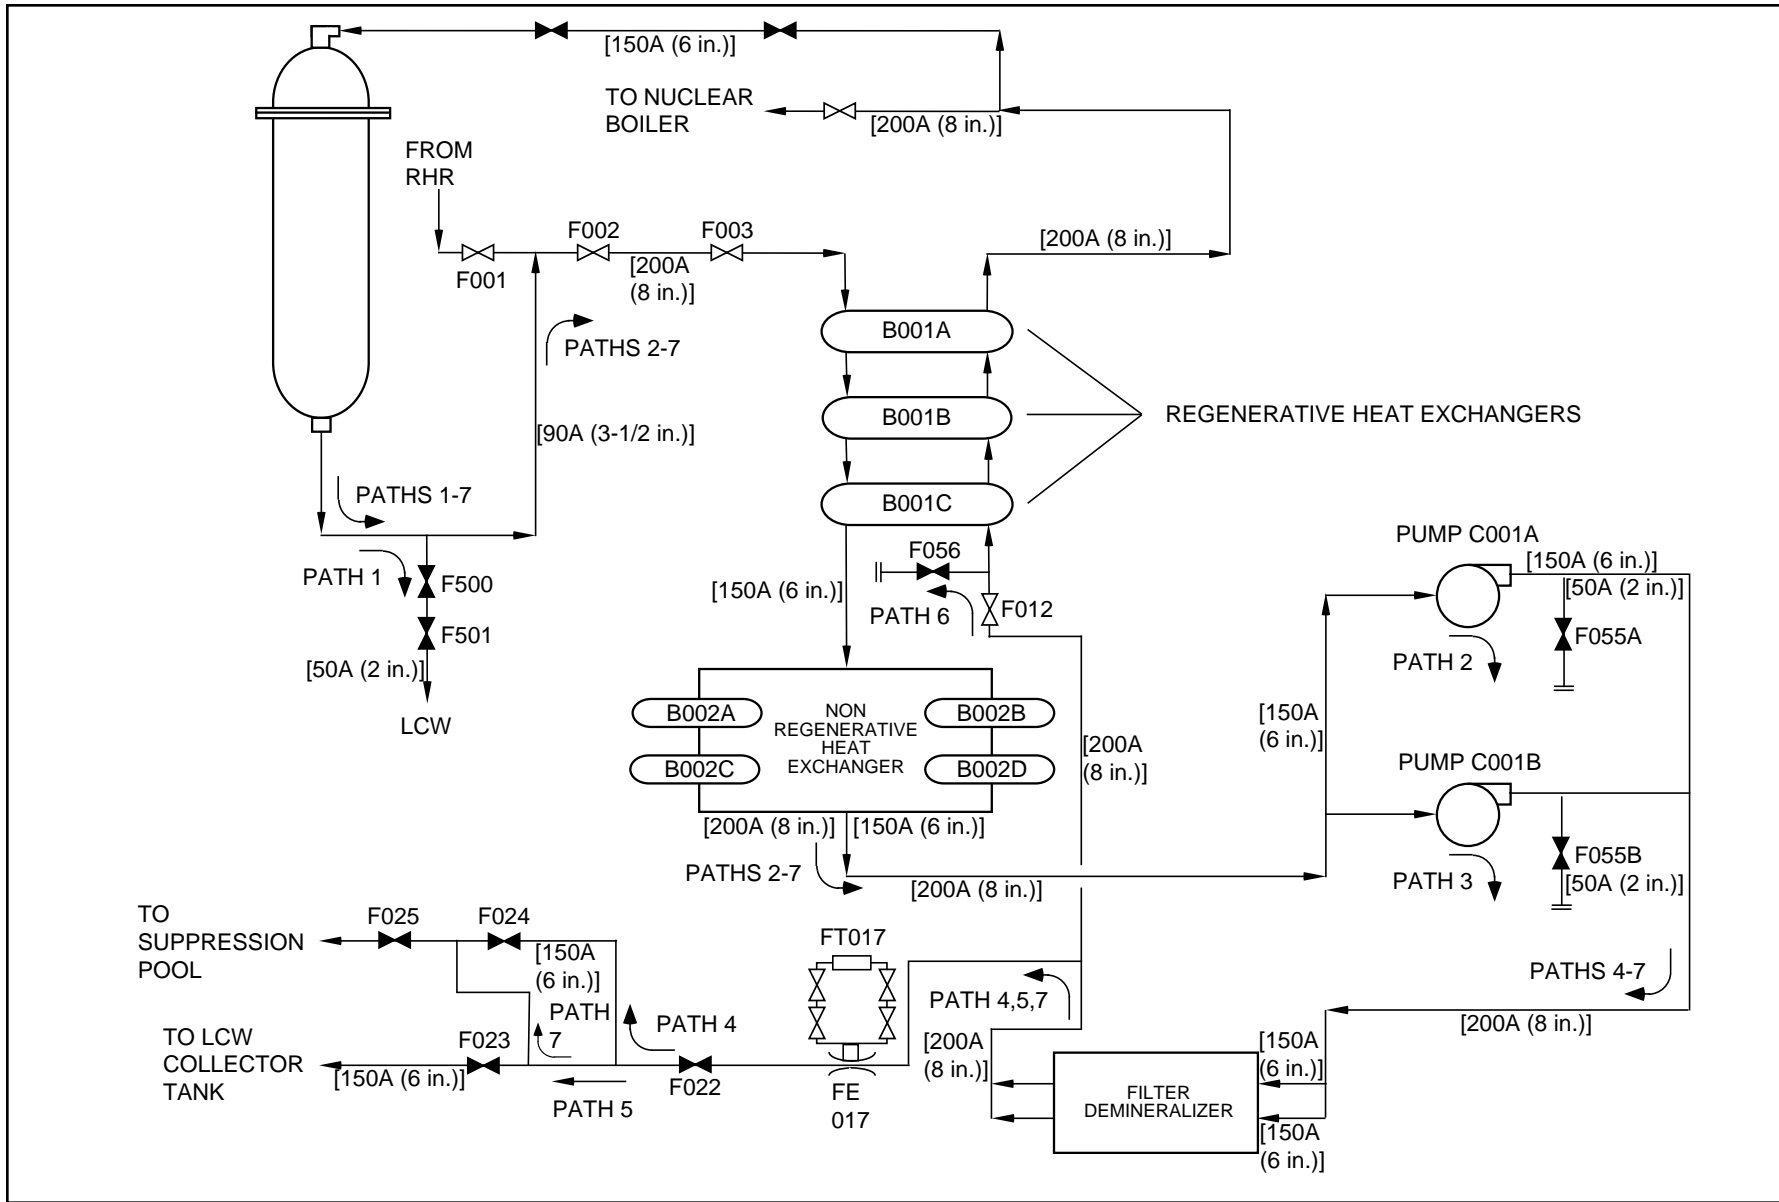 [150A (6 in.)]
TO NUCLEAR
BOILER
[200A (8 in.)]
FROM
RHR
F001
F002
F003
[200A
(8 in.)]
[200A (8 in.)]
PATHS 2-7
[90A (3-1/2 in.)]
B001A
B001B
B001C
REGENERATIVE HEAT EXCHANGERS
PATHS 1-7
PATH 1
F500
F501
[50A (2 in.)]
LCW
F056
[150A (6 in.)]
PATH 6
F012
PUMP C001A
[150A (6 in.)]
[50A (2 in.)]
F055A
PATH 2
B002A
B002B
B002C
B002D
NON
REGENERATIVE
HEAT
EXCHANGER
[200A
(8 in.)]
[150A
(6 in.)]
PUMP C001B
F055B
[50A (2 in.)]
PATH 3
[200A (8 in.)]
[150A (6 in.)]
PATHS 2-7
[200A (8 in.)]
TO
SUPPRESSION
POOL
F025
F024
[150A
(6 in.)]
PATH
7
PATH 4
FT017
PATH 4,5,7
PATHS 4-7
[200A (8 in.)]
TO LCW
COLLECTOR
TANK
F023
[150A (6 in.)]
PATH 5
F022
FE
017
[200A
(8 in.)]
FILTER
DEMINERALIZER
[150A
(6 in.)]
[150A
(6 in.)]